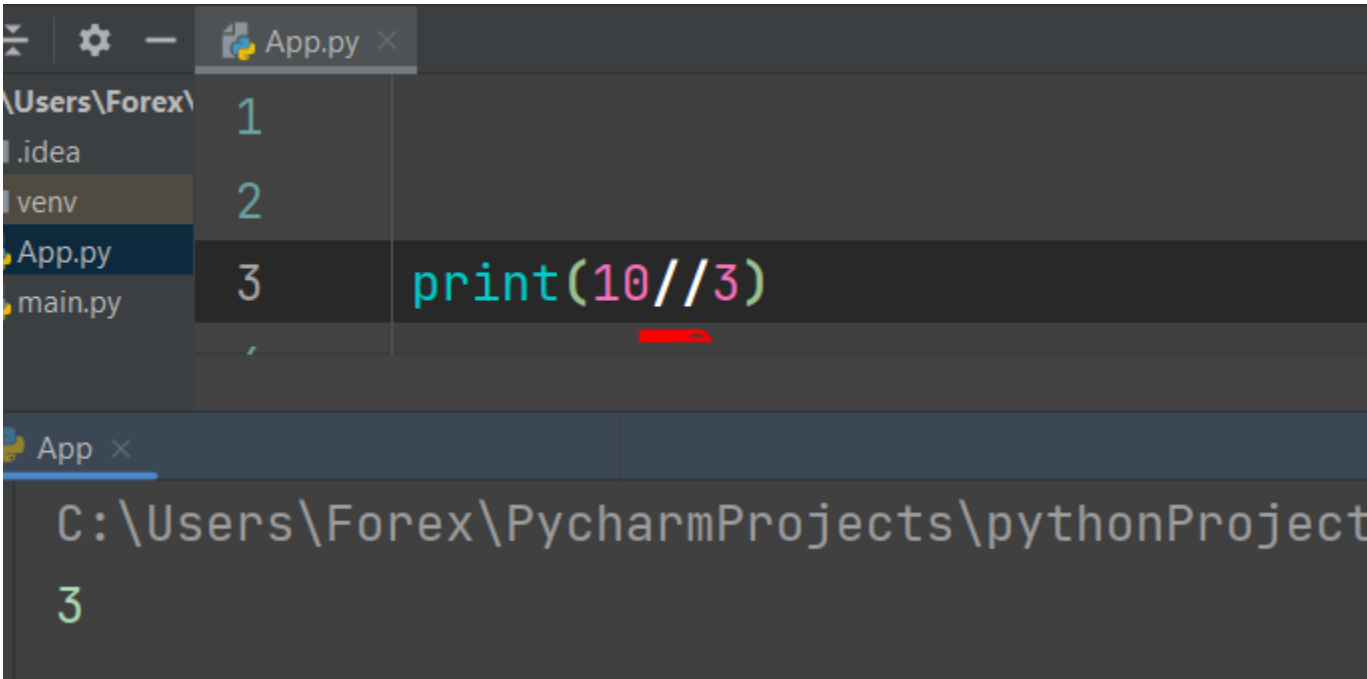 App.py
\Users\Forex\
1
.idea
venv
2
App.py
3
print(10//3)
main.py
App
C:\Users\Forex\PycharmProjects\pythonProject
3